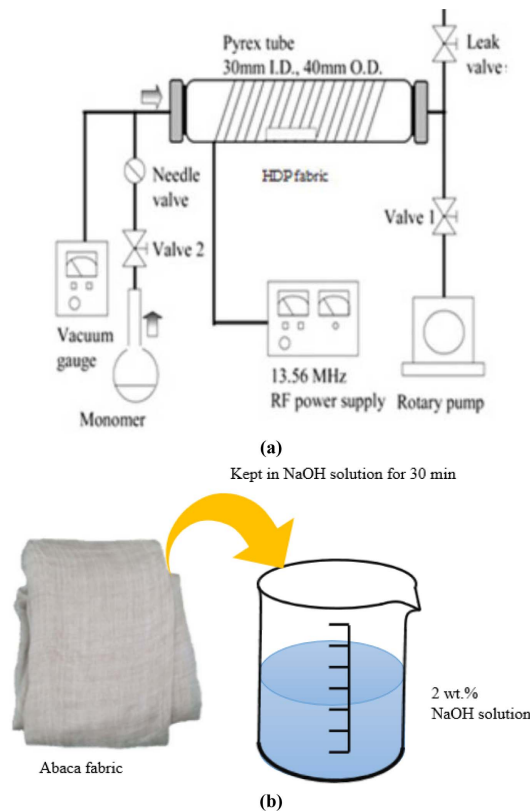 Leak
valve
Pyrex tube
30mm I.D., 40mm O.D.
Needle
valve
HDP fabric
Valve 1
Valve 2
Vacuum
gauge
Monomer
13.56 MHz
RF power supply
Rotary pump
(a)
Kept in NaOH solution for 30 min
2 wt.%
NaOH solution
Abaca fabric
(b)